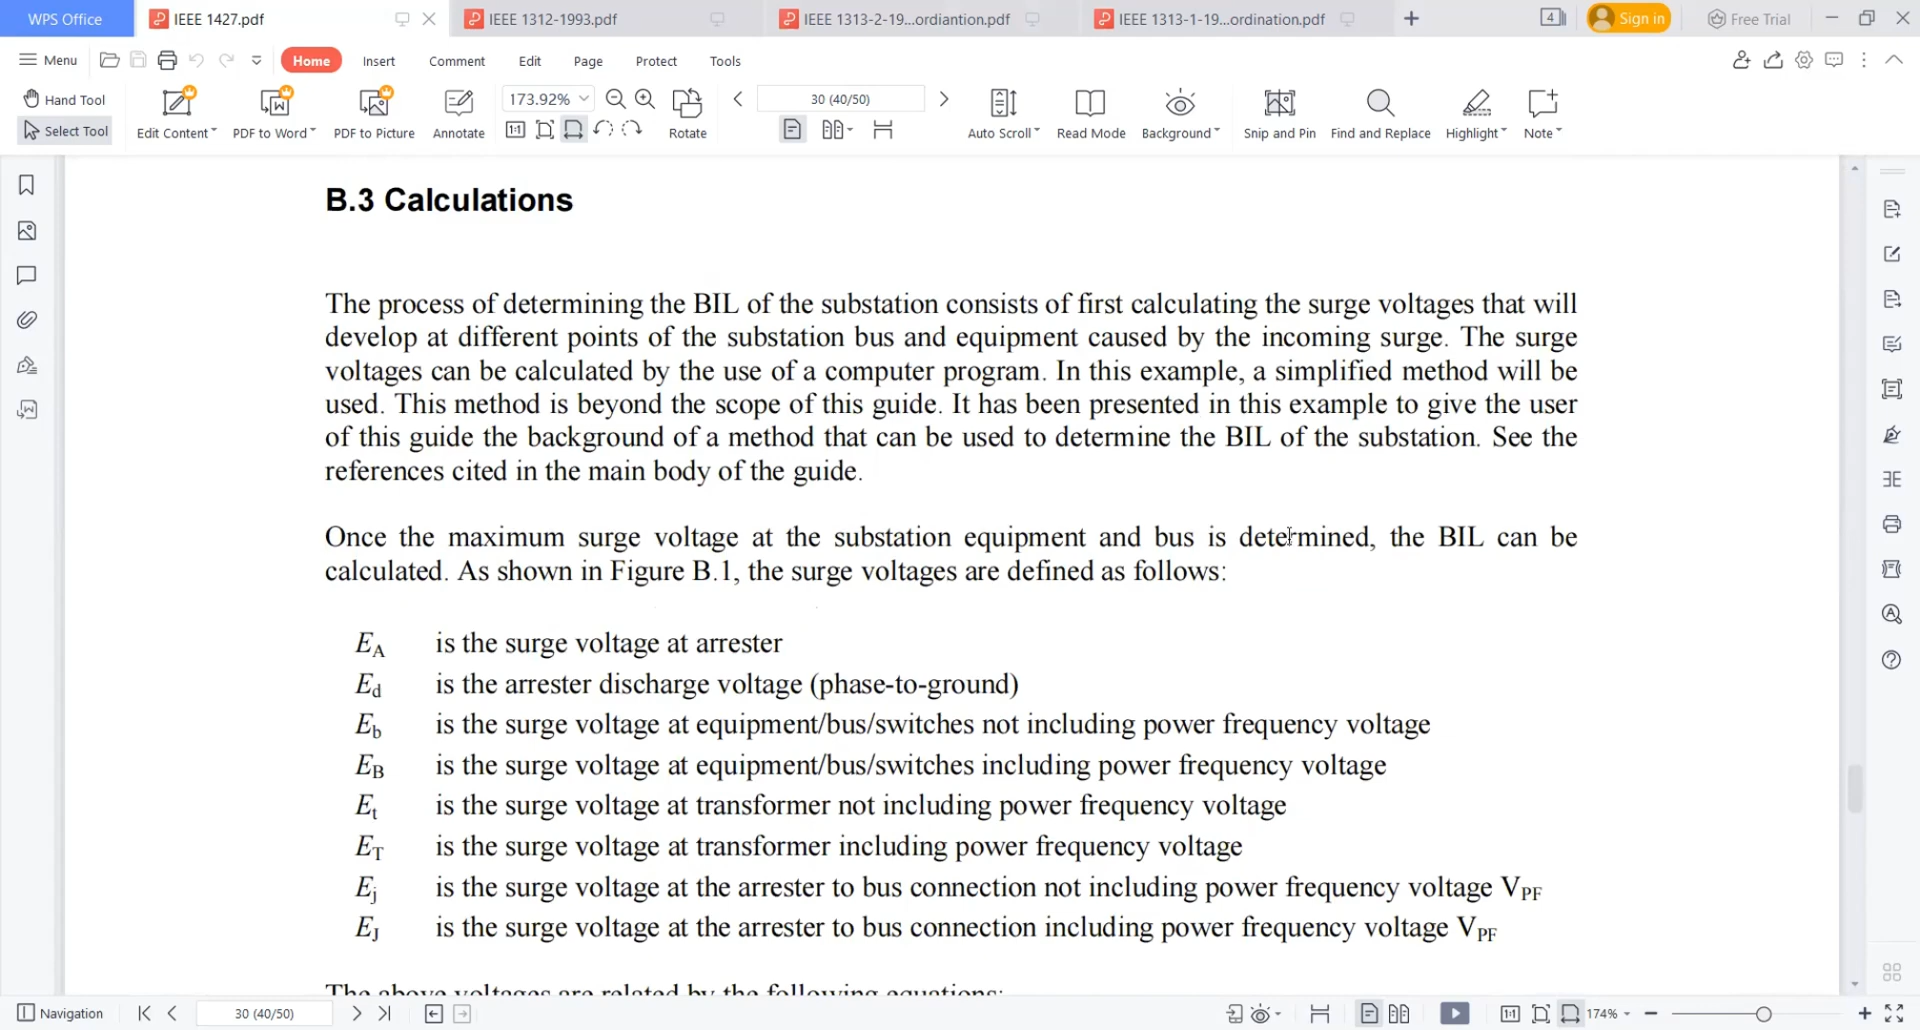 WPS Office
IEEE 1427.pdf
IEEE 1312-1993.pdf
IEEE 1313-2-19...ordiantion.pdf
IEEE 1313-1-19...ordination.pdf
4
Sign in
Free Trial
Menu
Home
Insert
Comment
Edit
Page
Protect
Tools
Hand Tool
Select Tool
Edit Content
PDF to Word
PDF to Picture
Annotate
173.92%
1:1
Rotate
30 (40/50)
Auto Scroll
Read Mode
Background
Snip and Pin
Find and Replace
Highlight
Note
B.3 Calculations
The process of determining the BIL of the substation consists of first calculating the surge voltages that will
develop at different points of the substation bus and equipment caused by the incoming surge. The surge
voltages can be calculated by the use of a computer program. In this example, a simplified method will be
used. This method is beyond the scope of this guide. It has been presented in this example to give the user
of this guide the background of a method that can be used to determine the BIL of the substation. See the
references cited in the main body of the guide.
Once the maximum surge voltage at the substation equipment and bus is determined, the BIL can be
calculated. As shown in Figure B.1, the surge voltages are defined as follows:
EA is the surge voltage at arrester
Ed is the arrester discharge voltage (phase-to-ground)
Eb is the surge voltage at equipment/bus/switches not including power frequency voltage
EB is the surge voltage at equipment/bus/switches including power frequency voltage
Et is the surge voltage at transformer not including power frequency voltage
ET is the surge voltage at transformer including power frequency voltage
Ej is the surge voltage at the arrester to bus connection not including power frequency voltage VPF
EJ is the surge voltage at the arrester to bus connection including power frequency voltage VPF
The above voltages are related by the following equations:
Navigation
30 (40/50)
1:1
174%